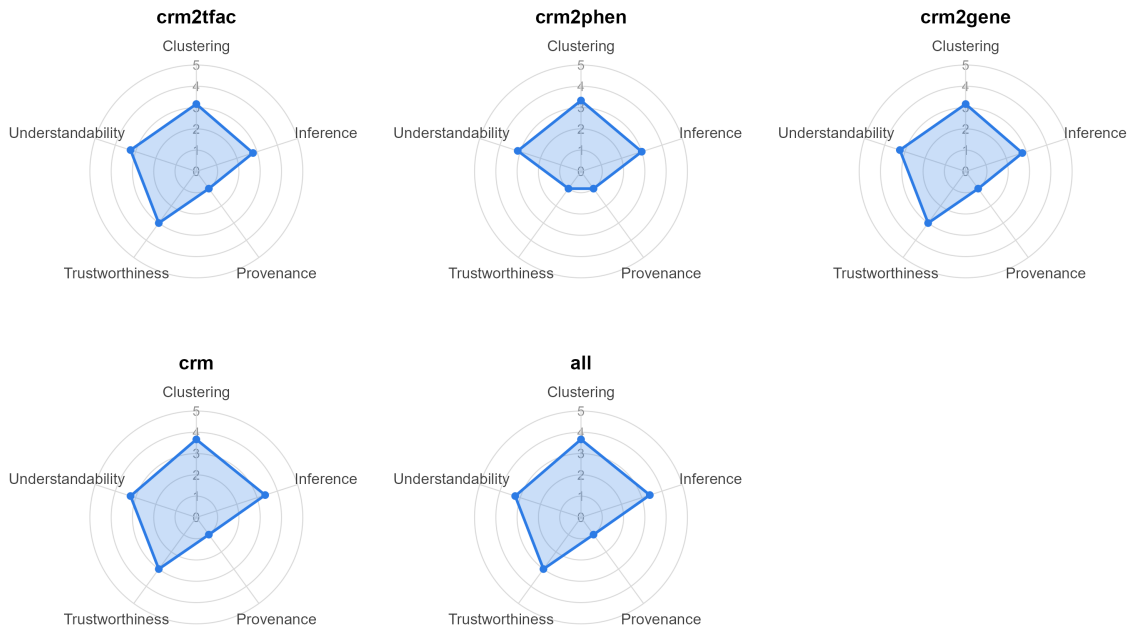 crm2tfac
Clustering
5
4
3
2
1
0
Understandability
Inference
Trustworthiness
Provenance
crm2phen
Clustering
5
4
3
2
1
0
Understandability
Inference
Trustworthiness
Provenance
crm2gene
Clustering
5
4
3
2
1
0
Understandability
Inference
Trustworthiness
Provenance
crm
Clustering
5
4
3
2
1
0
Understandability
Inference
Trustworthiness
Provenance
all
Clustering
5
4
3
2
1
0
Understandability
Inference
Trustworthiness
Provenance